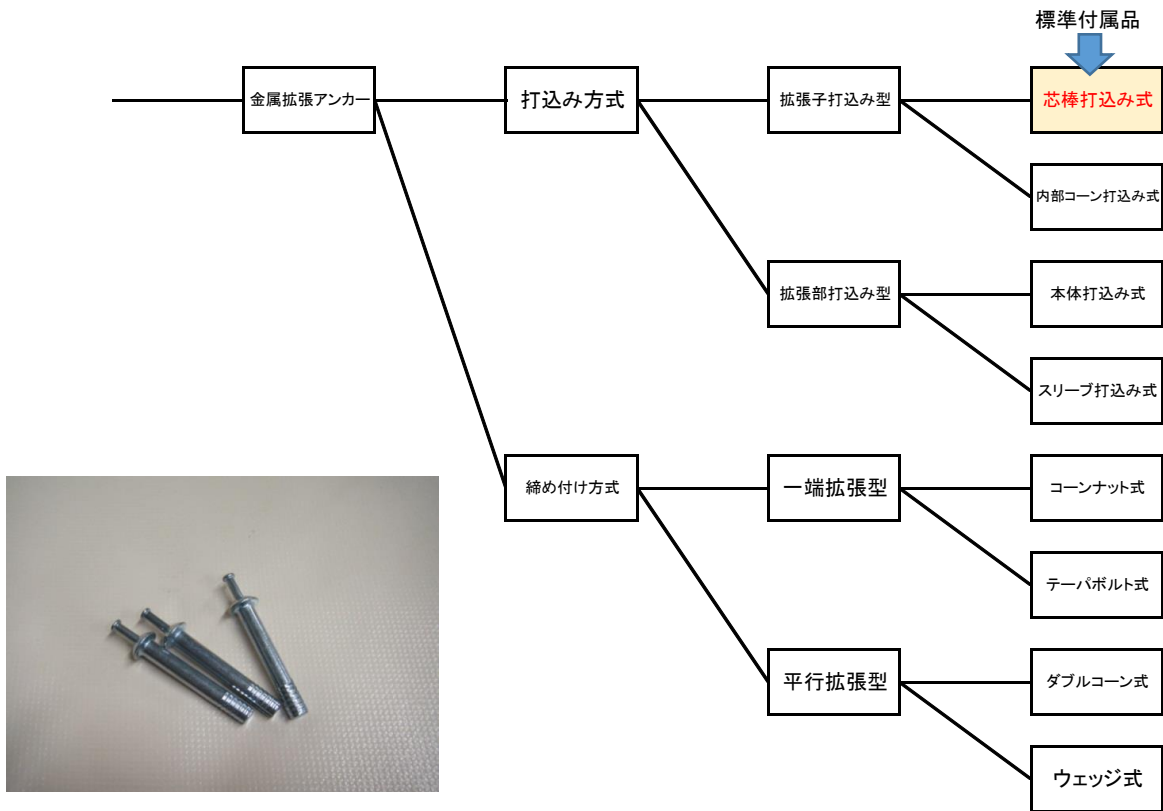 標準付属品
金属拡張アンカー
打込み方式
拡張子打込み型
芯棒打込み式
内部コーン打込み式
拡張部打込み型
本体打込み式
スリーブ打込み式
締め付け方式
一端拡張型
コーンナット式
テーパボルト式
平行拡張型
ダブルコーン式
ウェッジ式